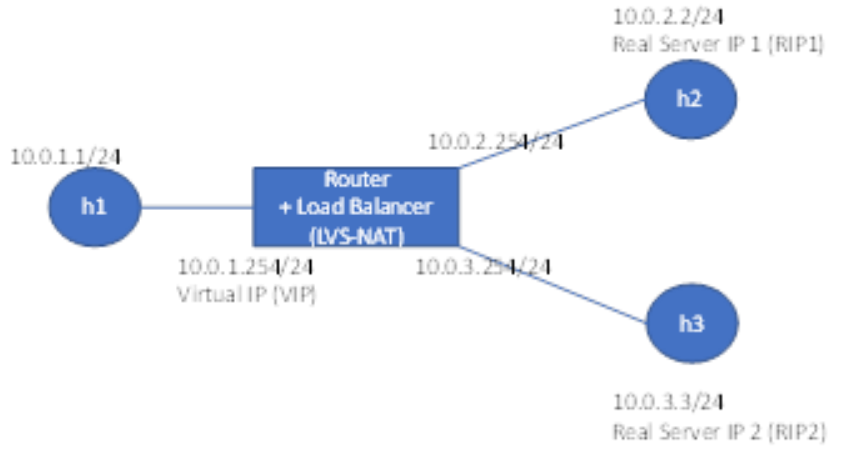 10.0.2.2/24
Real Server IP 1 (RIP1)
h2
10.0.2.254/24
10.0.1.1/24
h1
Router
+ Load Balancer
(LVS-NAT)
10.0.1.254/24
Virtual IP (VIP)
10.0.3.254/24
h3
10.0.3.3/24
Real Server IP 2 (RIP2)